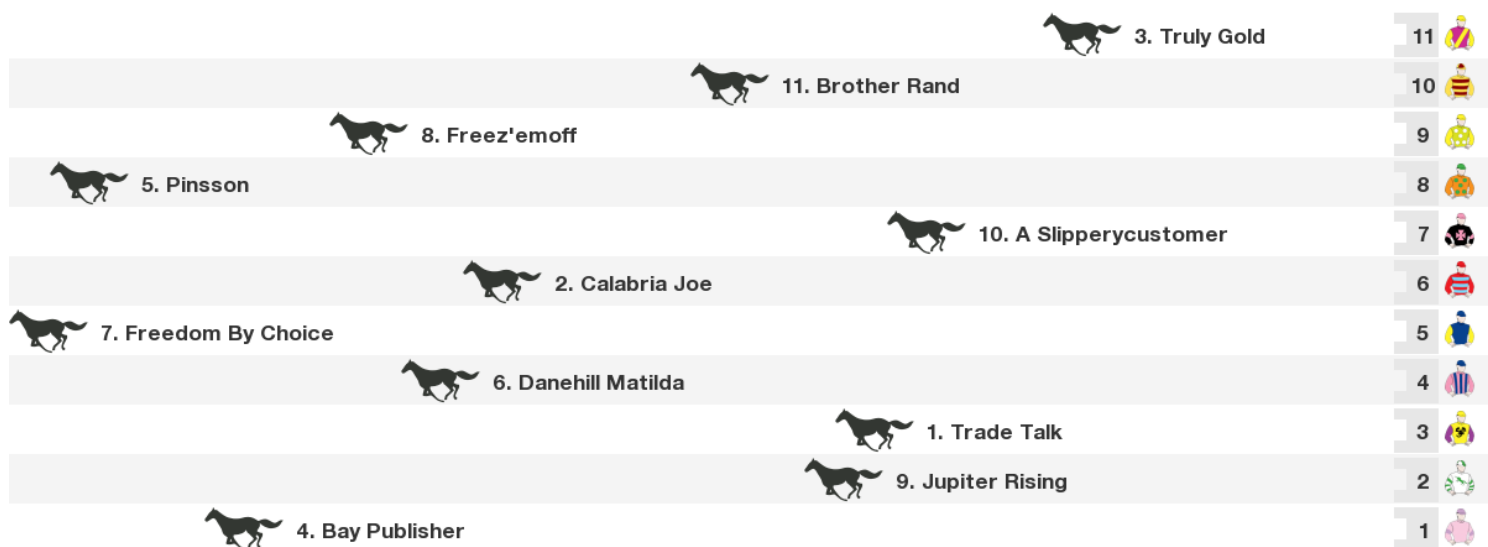 3. Truly Gold 11
11. Brother Rand 10
8. Freez'emoff 9
5. Pinsson 8
10. A Slipperycustomer 7
2. Calabria Joe 6
7. Freedom By Choice 5
6. Danehill Matilda 4
1. Trade Talk 3
9. Jupiter Rising 2
4. Bay Publisher 1